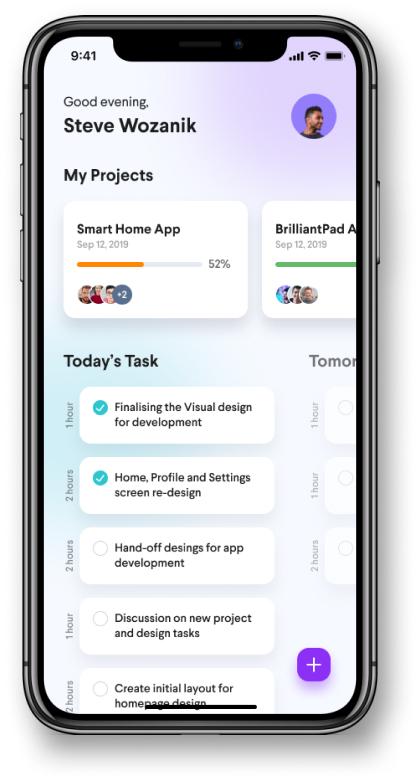 9:41
Good evening,
Steve Wozanik
My Projects
Smart Home App
Sep 12, 2019
52%
+2
BrilliantPad A
Sep 12, 2019
Today's Task
1 hour
Finalising the Visual design
for development
2 hours
Home, Profile and Settings
screen re-design
2 hours
Hand-off desings for app
development
1 hour
Discussion on new project
and design tasks
2 hours
Create initial layout for
homepage design
Tomor
1 hour
1 hour
2 hours